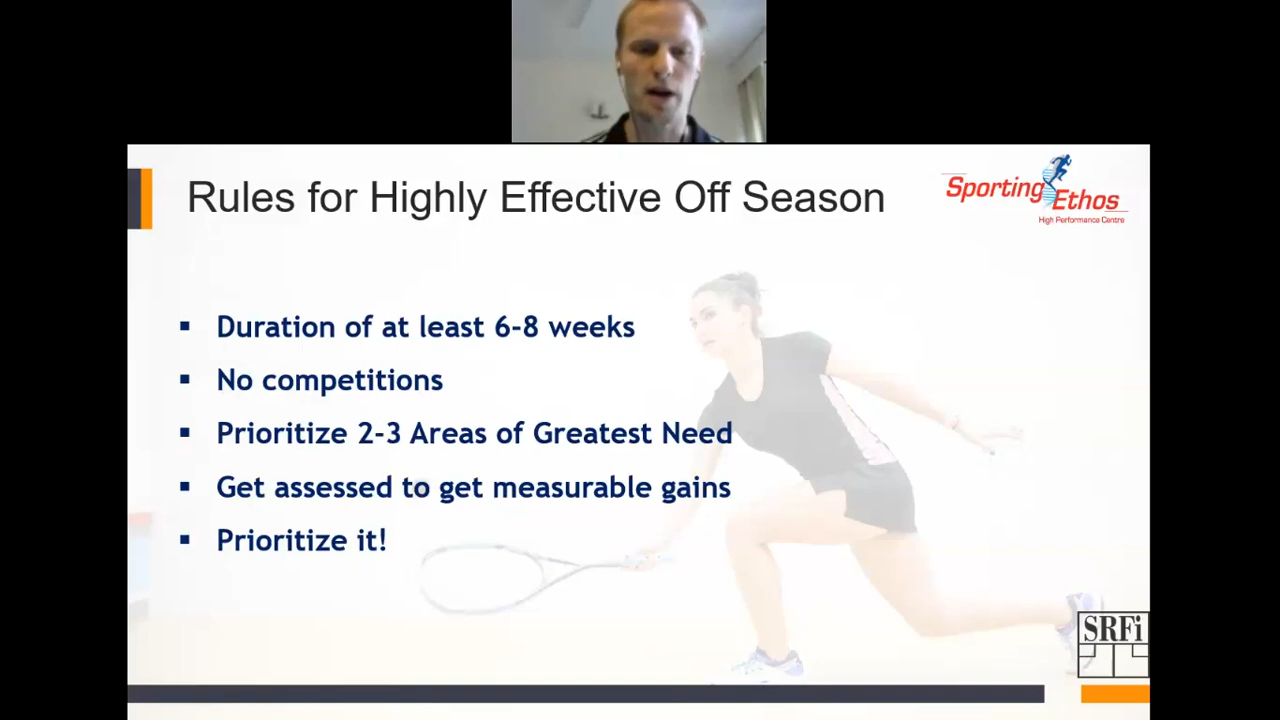 Rules for Highly Effective Off Season
Sporting
Ethos
High Performance Centre
▪ Duration of at least 6-8 weeks
▪ No competitions
▪ Prioritize 2-3 Areas of Greatest Need
▪ Get assessed to get measurable gains
▪ Prioritize it!
SRFi